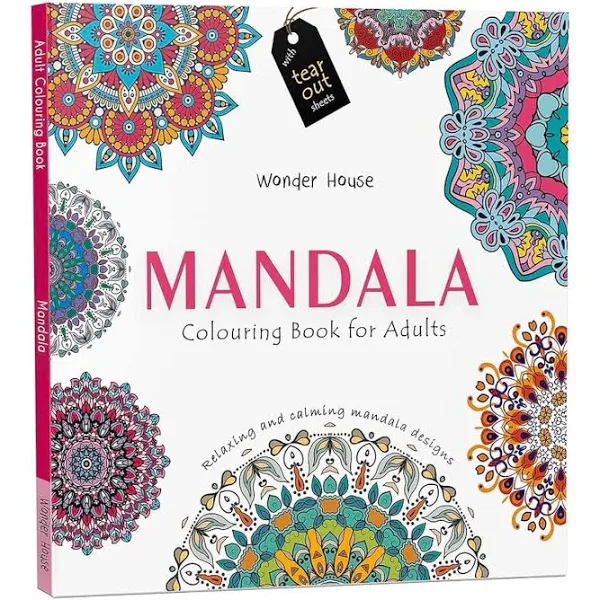 with
tear
out
sheets
Wonder House
MANDALA
Colouring Book for Adults
Relaxing and calming mandala designs
Adult Colouring Book
Mandala
Wonder House